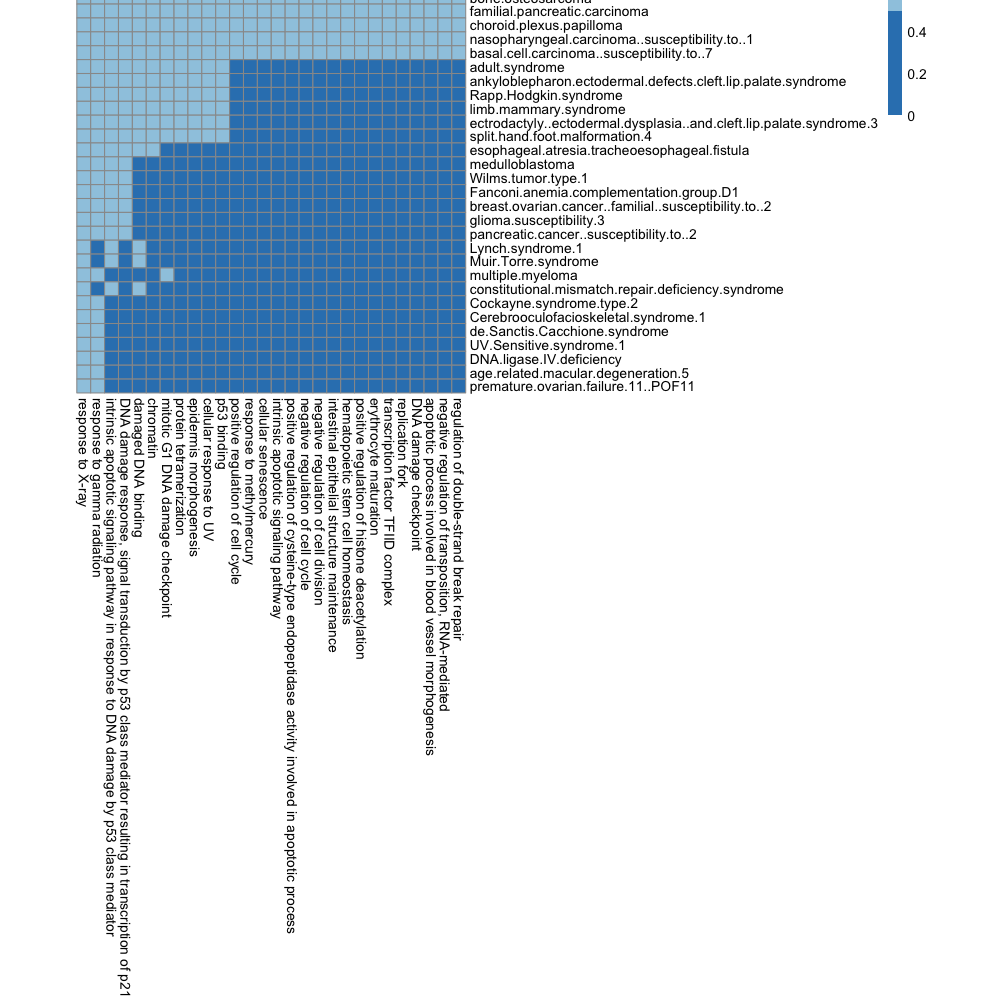 bone.osteosarcoma
familial.pancreatic.carcinoma
choroid.plexus.papilloma
nasopharyngeal.carcinoma..susceptibility.to..1
basal.cell.carcinoma..susceptibility.to..7
adult.syndrome
ankyloblepharon.ectodermal.defects.cleft.lip.palate.syndrome
Rapp.Hodgkin.syndrome
limb.mammary.syndrome
ectrodactyly..ectodermal.dysplasia..and.cleft.lip.palate.syndrome.3
split.hand.foot.malformation.4
esophageal.atresia.tracheoesophageal.fistula
medulloblastoma
Wilms.tumor.type.1
Fanconi.anemia.complementation.group.D1
breast.ovarian.cancer..familial..susceptibility.to..2
glioma.susceptibility.3
pancreatic.cancer..susceptibility.to..2
Lynch.syndrome.1
Muir.Torre.syndrome
multiple.myeloma
constitutional.mismatch.repair.deficiency.syndrome
Cockayne.syndrome.type.2
Cerebrooculofacioskeletal.syndrome.1
de.Sanctis.Cacchione.syndrome
UV.Sensitive.syndrome.1
DNA.ligase.IV.deficiency
age.related.macular.degeneration.5
premature.ovarian.failure.11..POF11
0.4
0.2
0
response to X-ray
response to gamma radiation
intrinsic apoptotic signaling pathway in response to DNA damage by p53 class mediator
DNA damage response, signal transduction by p53 class mediator resulting in transcription of p21
damaged DNA binding
chromatin
mitotic G1 DNA damage checkpoint
protein tetramerization
epidermis morphogenesis
cellular response to UV
p53 binding
positive regulation of cell cycle
response to methylmercury
cellular senescence
intrinsic apoptotic signaling pathway
positive regulation of cysteine-type endopeptidase activity involved in apoptotic process
negative regulation of cell cycle
negative regulation of cell division
intestinal epithelial structure maintenance
hematopoietic stem cell homeostasis
positive regulation of histone deacetylation
erythrocyte maturation
transcription factor TFIID complex
replication fork
DNA damage checkpoint
apoptotic process involved in blood vessel morphogenesis
negative regulation of transposition, RNA-mediated
regulation of double-strand break repair